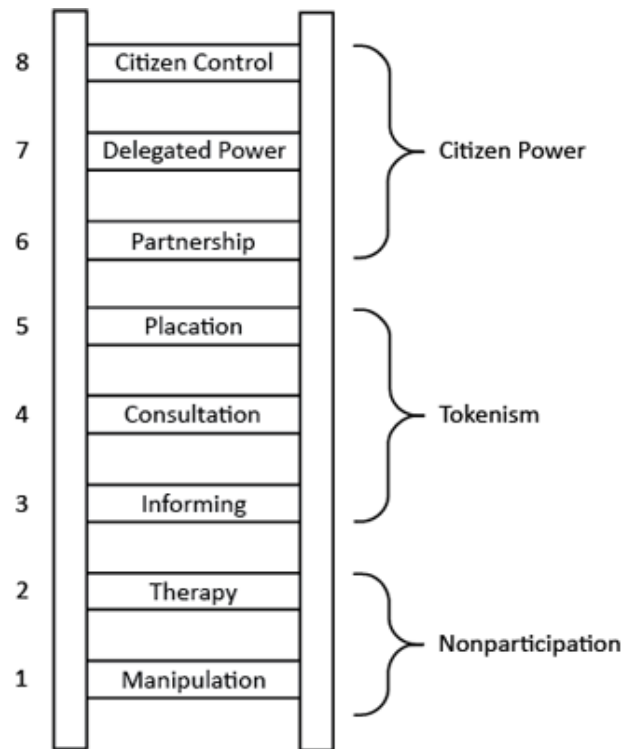 8 Citizen Control
7 Delegated Power Citizen Power
6 Partnership
5 Placation
4 Consultation Tokenism
3 Informing
2 Therapy
Nonparticipation
1 Manipulation